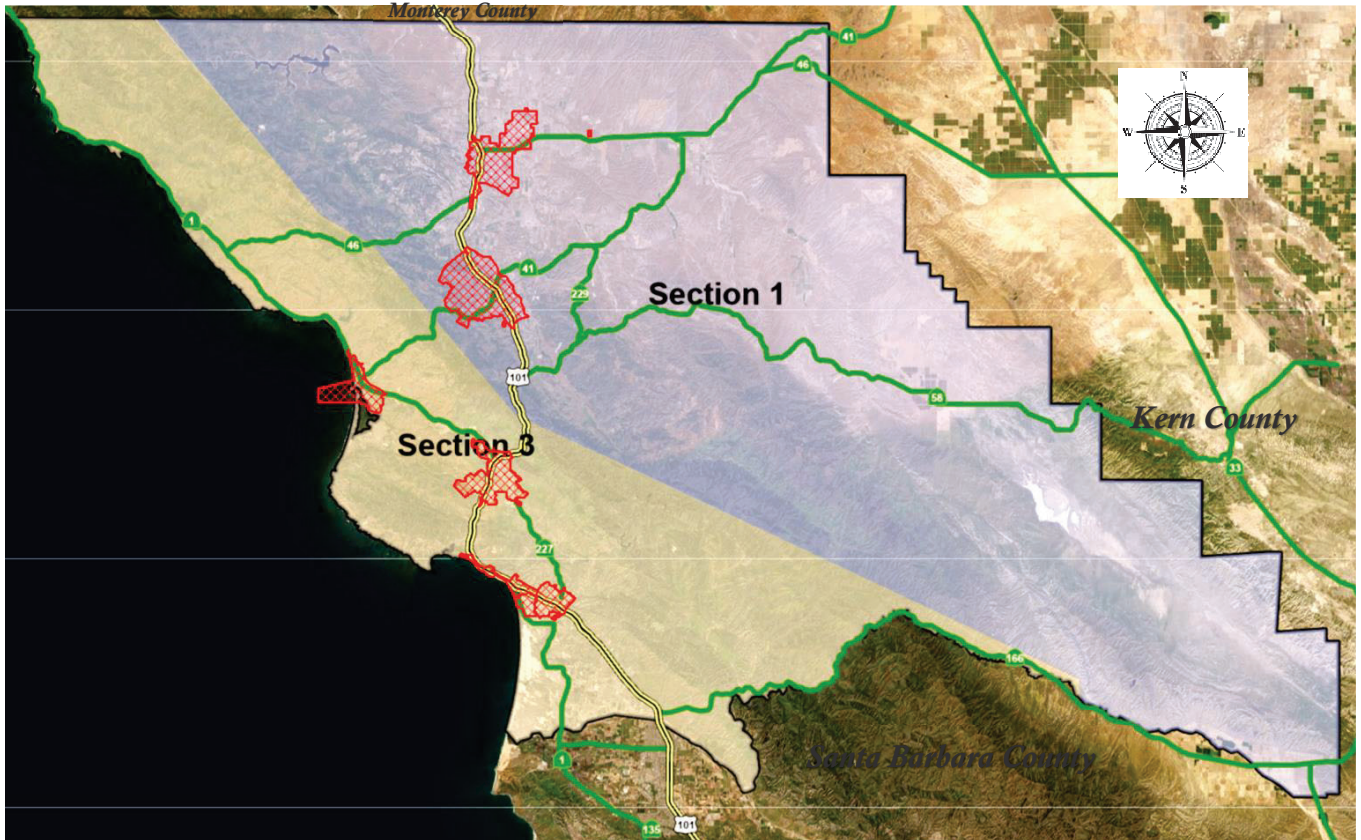 Monterey County
41
46
N
W E
S
1
46
41
229
Section 1
101
58
Kern County
Section 3
33
227
166
Santa Barbara County
1
101
135